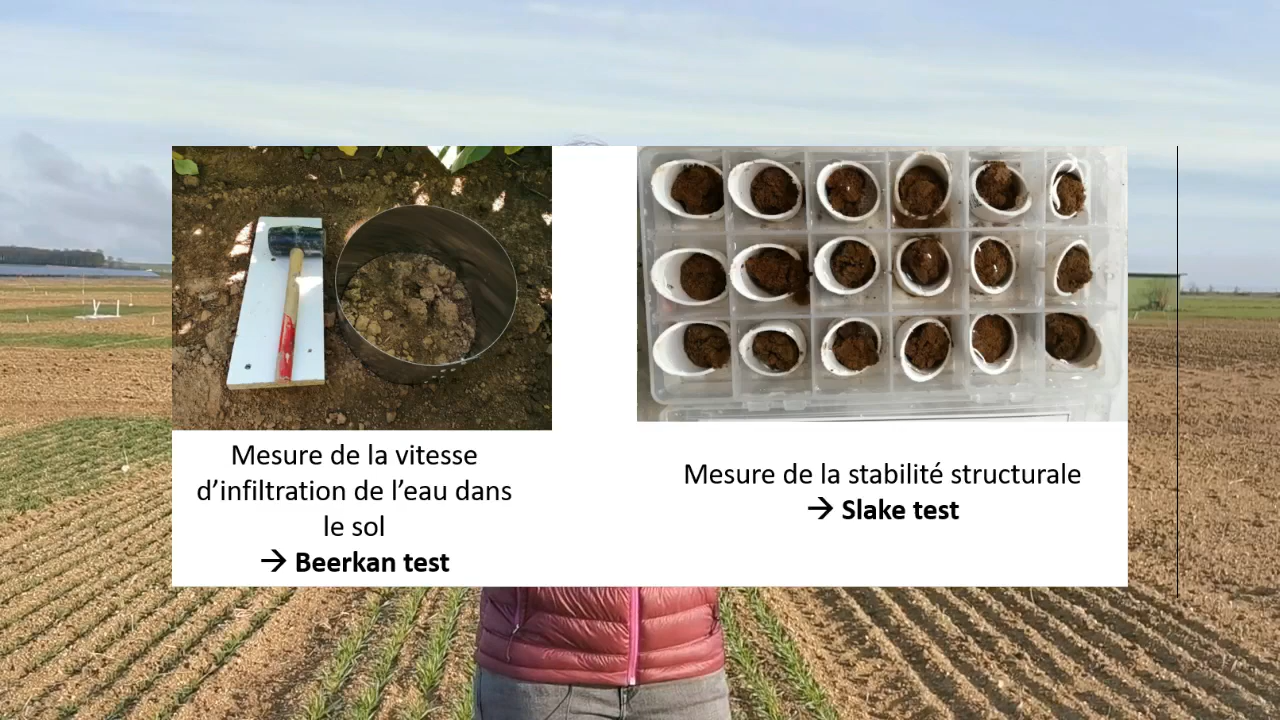 Mesure de la vitesse
d’infiltration de l’eau dans
le sol
→ Beerkan test
Mesure de la stabilité structurale
→ Slake test